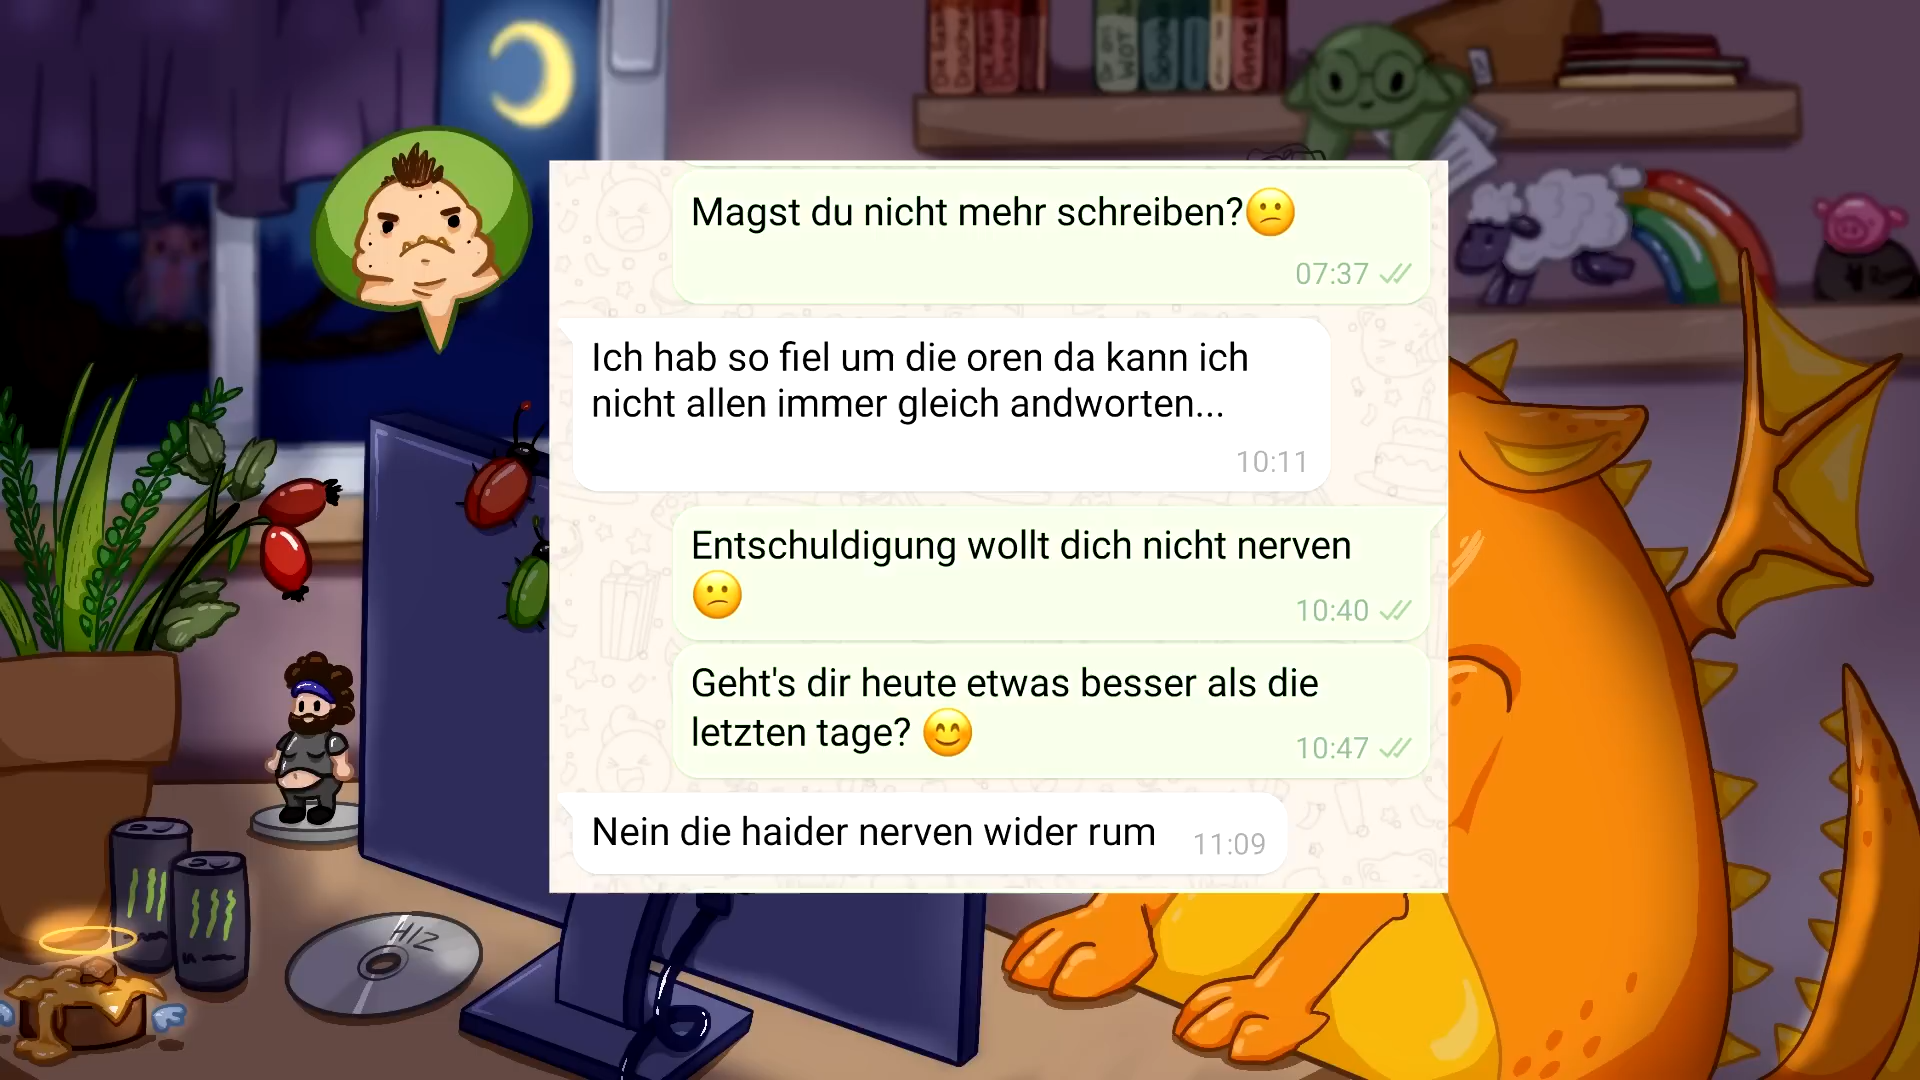 Magst du nicht mehr schreiben?😕
07:37
Ich hab so fiel um die oren da kann ich
nicht allen immer gleich andworten...
10:11
Entschuldigung wollt dich nicht nerven
😕
10:40
Geht's dir heute etwas besser als die
letzten tage? 😊
10:47
Nein die haider nerven wider rum
11:09